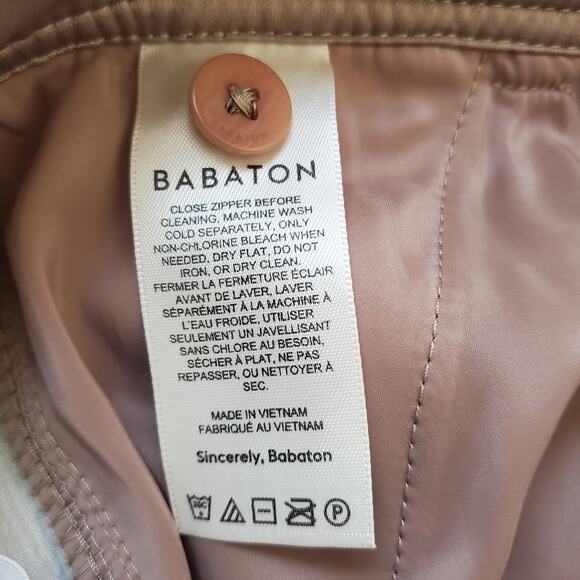 BABATON
CLOSE ZIPPER BEFORE
CLEANING, MACHINE WASH
COLD SEPARATELY, ONLY
NON-CHLORINE BLEACH WHEN
NEEDED, DRY FLAT, DO NOT
IRON, OR DRY CLEAN.
FERMER LA FERMETURE ÉCLAIR
AVANT DE LAVER, LAVER
SÉPARÉMENT À LA MACHINE À
L'EAU FROIDE, UTILISER
SEULEMENT UN JAVELLISANT
SANS CHLORE AU BESOIN,
SÉCHER À PLAT, NE PAS
REPASSER, OU NETTOYER À
SEC.
MADE IN VIETNAM
FABRIQUÉ AU VIETNAM
Sincerely, Babaton
30C P